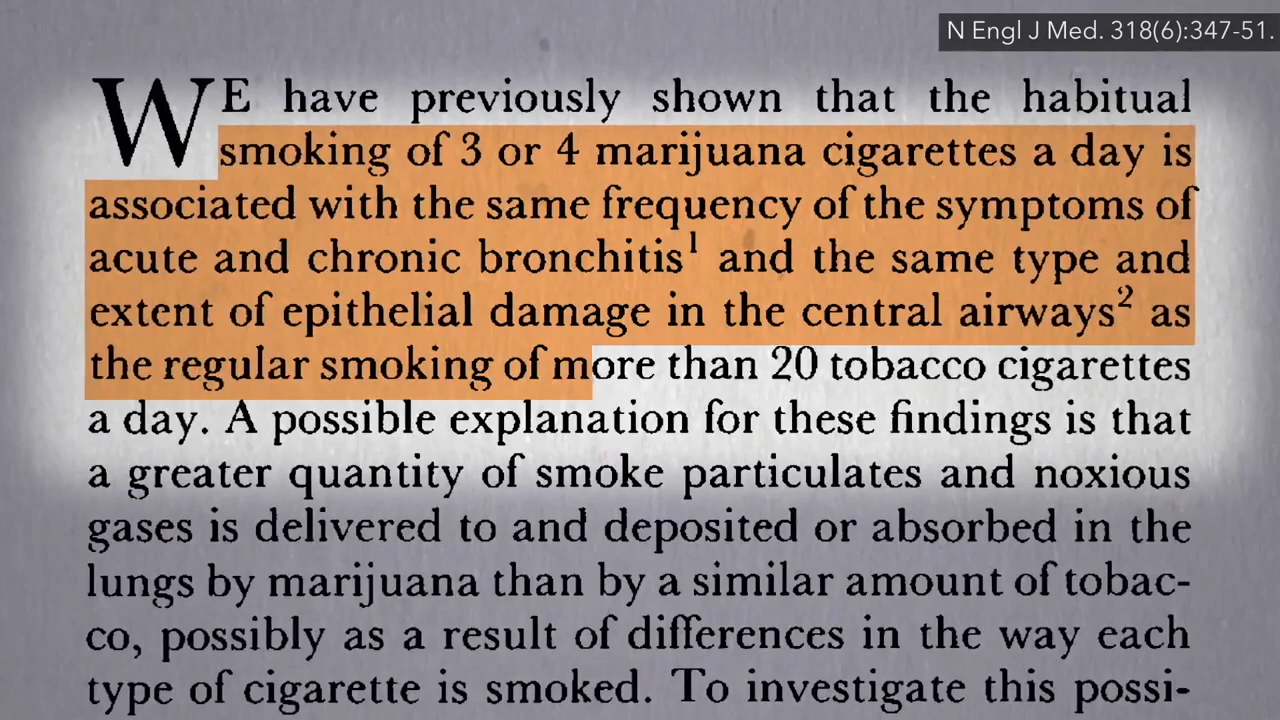 N Engl J Med. 318(6):347-51.
WE have previously shown that the habitual
smoking of 3 or 4 marijuana cigarettes a day is
associated with the same frequency of the symptoms of
acute and chronic bronchitis1 and the same type and
extent of epithelial damage in the central airways2 as
the regular smoking of more than 20 tobacco cigarettes
a day. A possible explanation for these findings is that
a greater quantity of smoke particulates and noxious
gases is delivered to and deposited or absorbed in the
lungs by marijuana than by a similar amount of tobac-
co, possibly as a result of differences in the way each
type of cigarette is smoked. To investigate this possi-